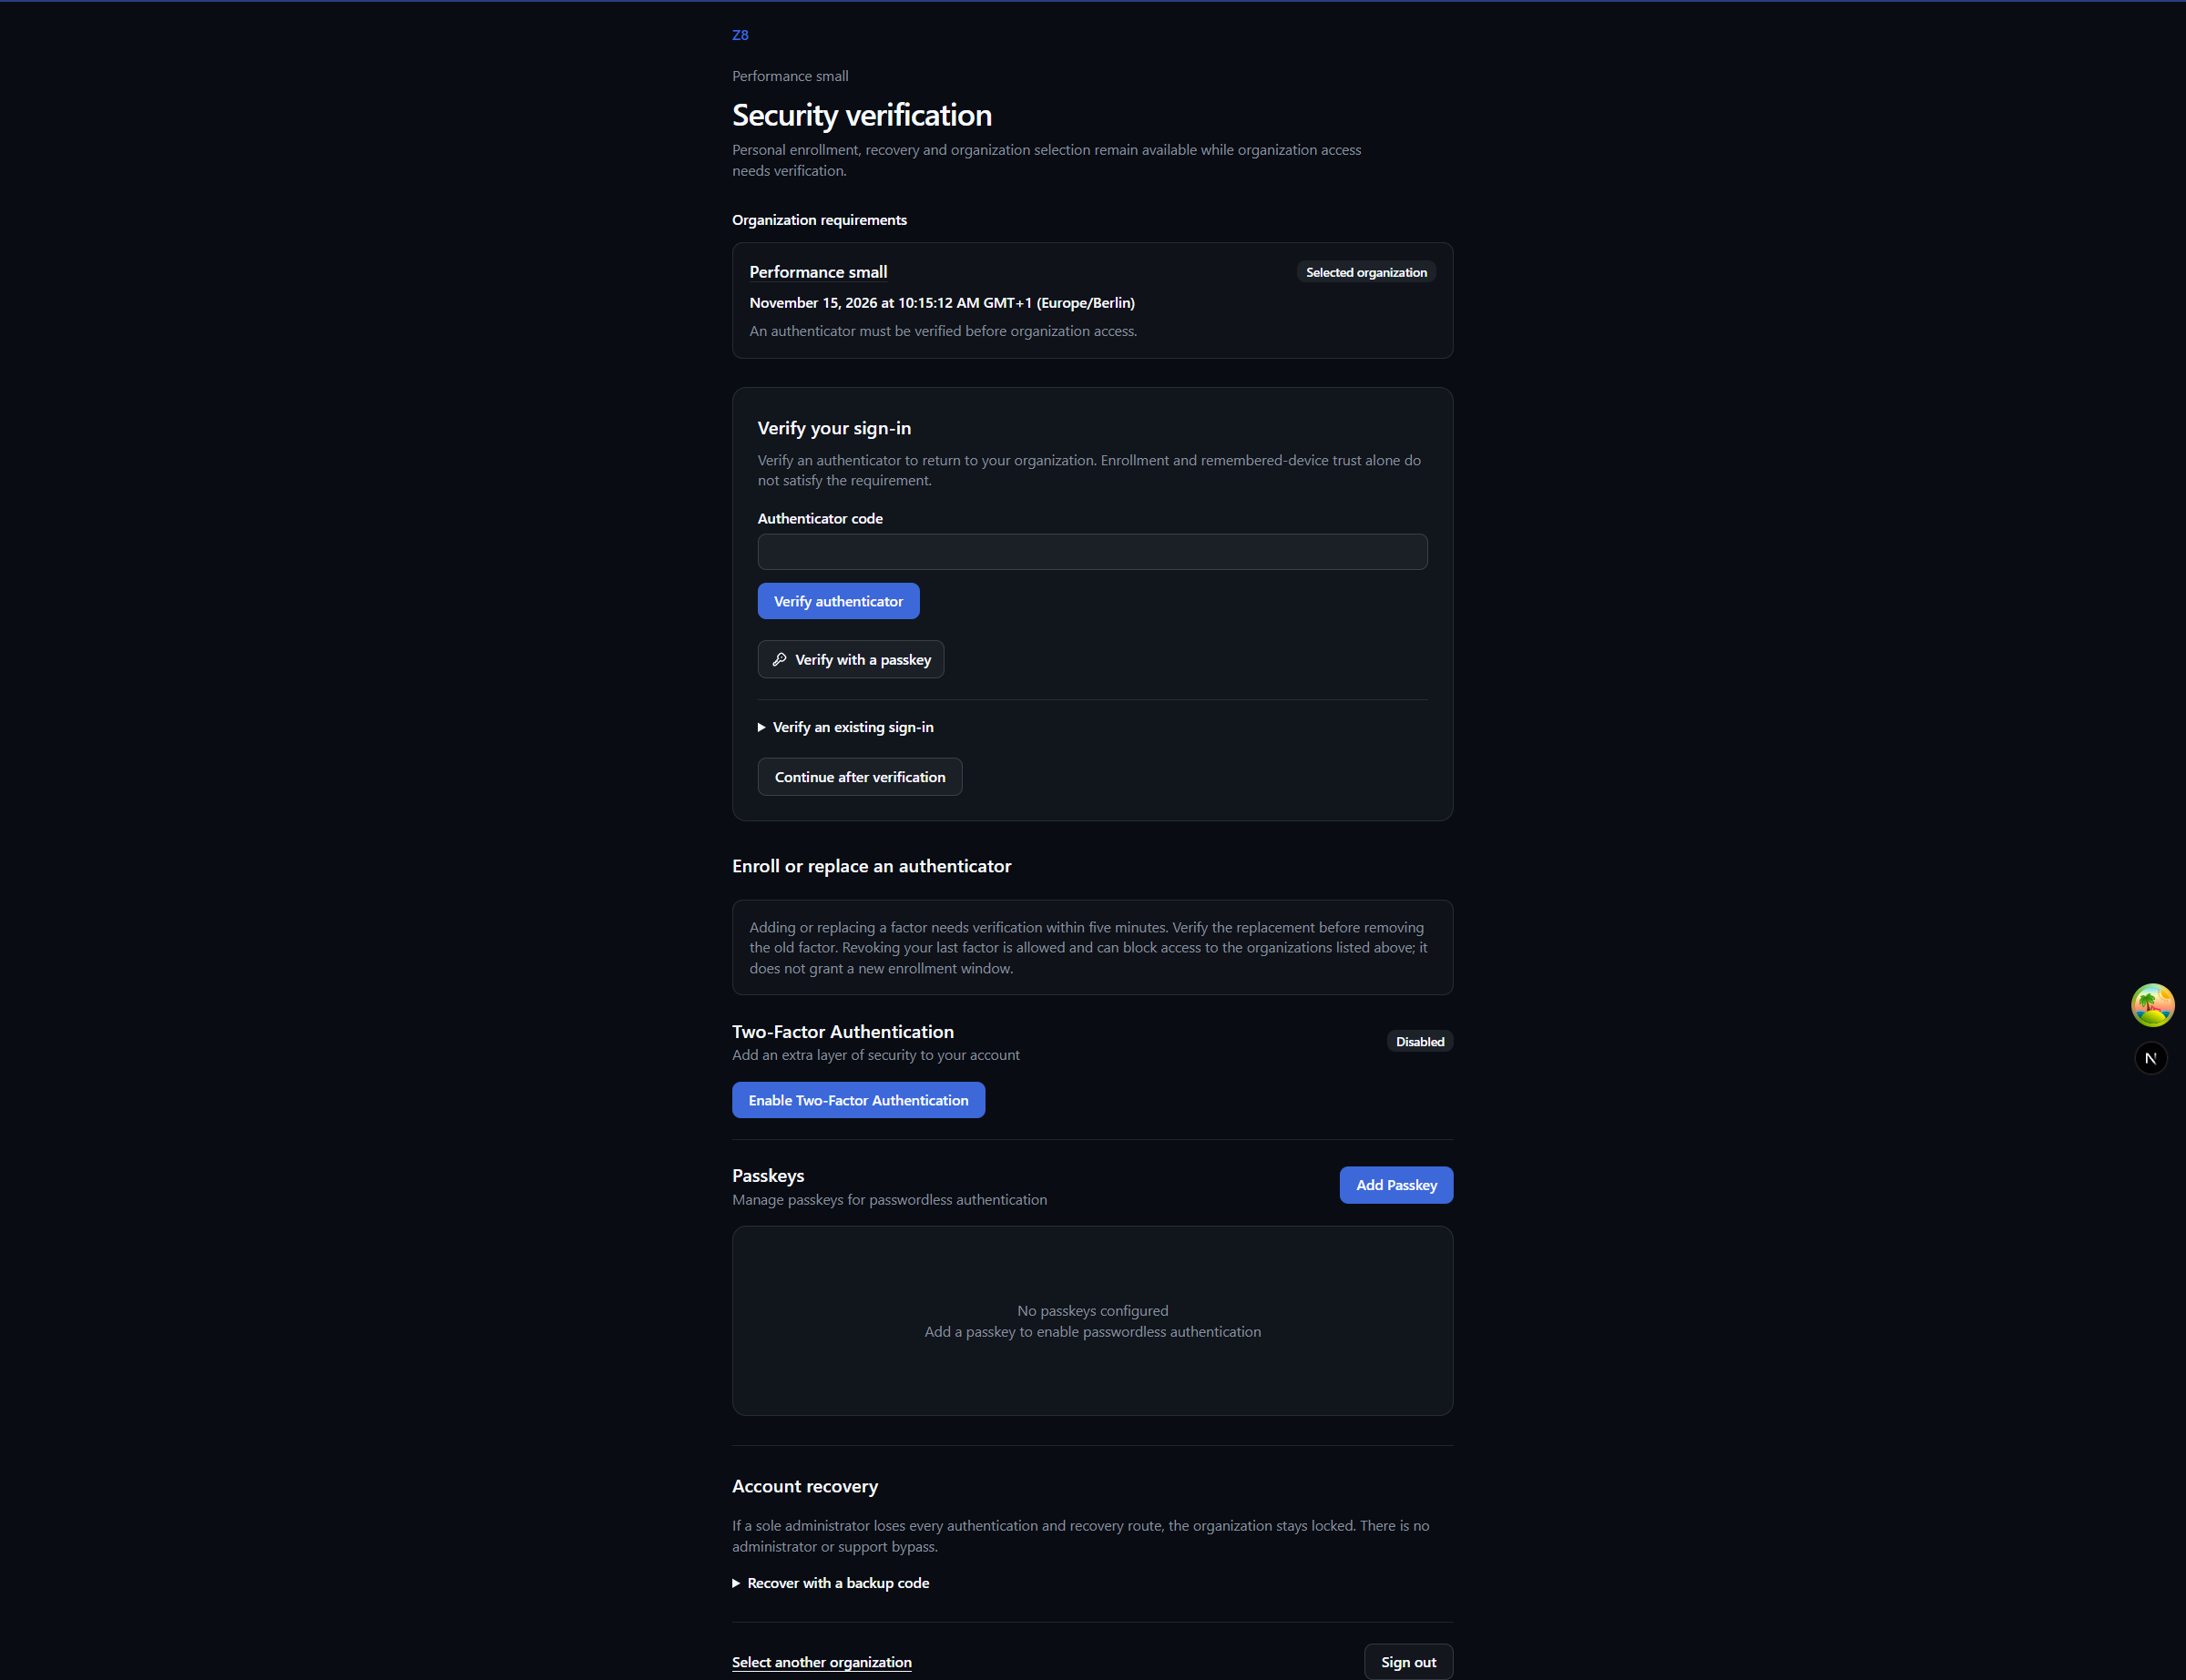 Z8
Performance small
Security verification
Personal enrollment, recovery and organization selection remain available while organization access
needs verification.
Organization requirements
Performance small
Selected organization
November 15, 2026 at 10:15:12 AM GMT+1 (Europe/Berlin)
An authenticator must be verified before organization access.
Verify your sign-in
Verify an authenticator to return to your organization. Enrollment and remembered-device trust alone do
not satisfy the requirement.
Authenticator code
Verify authenticator
Verify with a passkey
Verify an existing sign-in
Continue after verification
Enroll or replace an authenticator
Adding or replacing a factor needs verification within five minutes. Verify the replacement before removing
the old factor. Revoking your last factor is allowed and can block access to the organizations listed above; it
does not grant a new enrollment window.
Two-Factor Authentication
Disabled
Add an extra layer of security to your account
Enable Two-Factor Authentication
Passkeys
Add Passkey
Manage passkeys for passwordless authentication
No passkeys configured
Add a passkey to enable passwordless authentication
Account recovery
If a sole administrator loses every authentication and recovery route, the organization stays locked. There is no
administrator or support bypass.
Recover with a backup code
Select another organization
Sign out
N